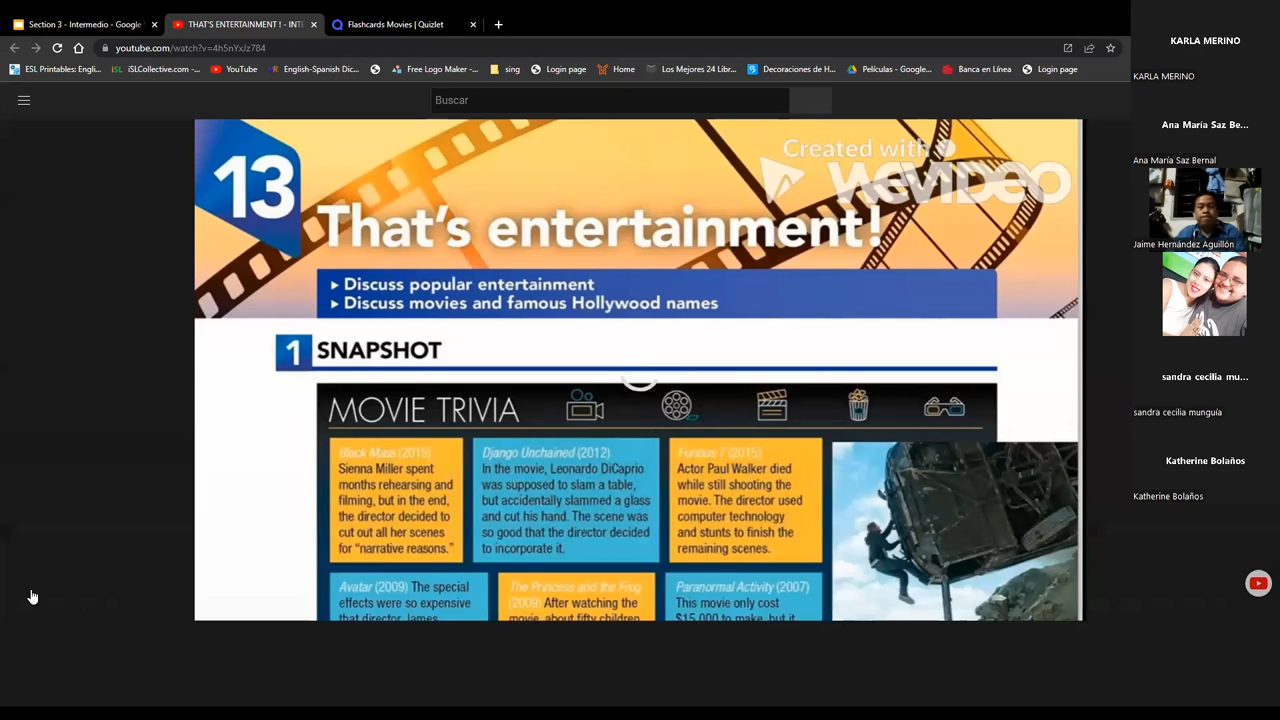 Section 3 - Intermedio - Google
THAT'S ENTERTAINMENT ! - INTE
Flashcards Movies | Quizlet
youtube.com/watch?v=4h5nYxJz784
ESL Printables: Engli...
iSLCollective.com -...
YouTube
English-Spanish Dic...
Free Logo Maker -...
sing
Login page
Home
Los Mejores 24 Libr...
Decoraciones de H...
Películas - Google...
Banca en Línea
Login page
Buscar
13
Created with
WEVIDEO
That's entertainment!
▸ Discuss popular entertainment
▸ Discuss movies and famous Hollywood names
1 SNAPSHOT
MOVIE TRIVIA
Black Mass (2015)
Sienna Miller spent
months rehearsing and
filming, but in the end,
the director decided to
cut out all her scenes
for "narrative reasons."
Django Unchained (2012)
In the movie, Leonardo DiCaprio
was supposed to slam a table,
but accidentally slammed a glass
and cut his hand. The scene was
so good that the director decided
to incorporate it.
Furious 7 (2015)
Actor Paul Walker died
while still shooting the
movie. The director used
computer technology
and stunts to finish the
remaining scenes.
Avatar (2009) The special
effects were so expensive
that director, James
The Princess and the Frog
(2009) After watching the
movie, about fifty children
Paranormal Activity (2007)
This movie only cost
$15,000 to make, but it
KARLA MERINO
KARLA MERINO
Ana María Saz Be...
Ana María Saz Bernal
Jaime Hernández Aguillón
sandra cecilia mu...
sandra cecilia munguía
Katherine Bolaños
Katherine Bolaños